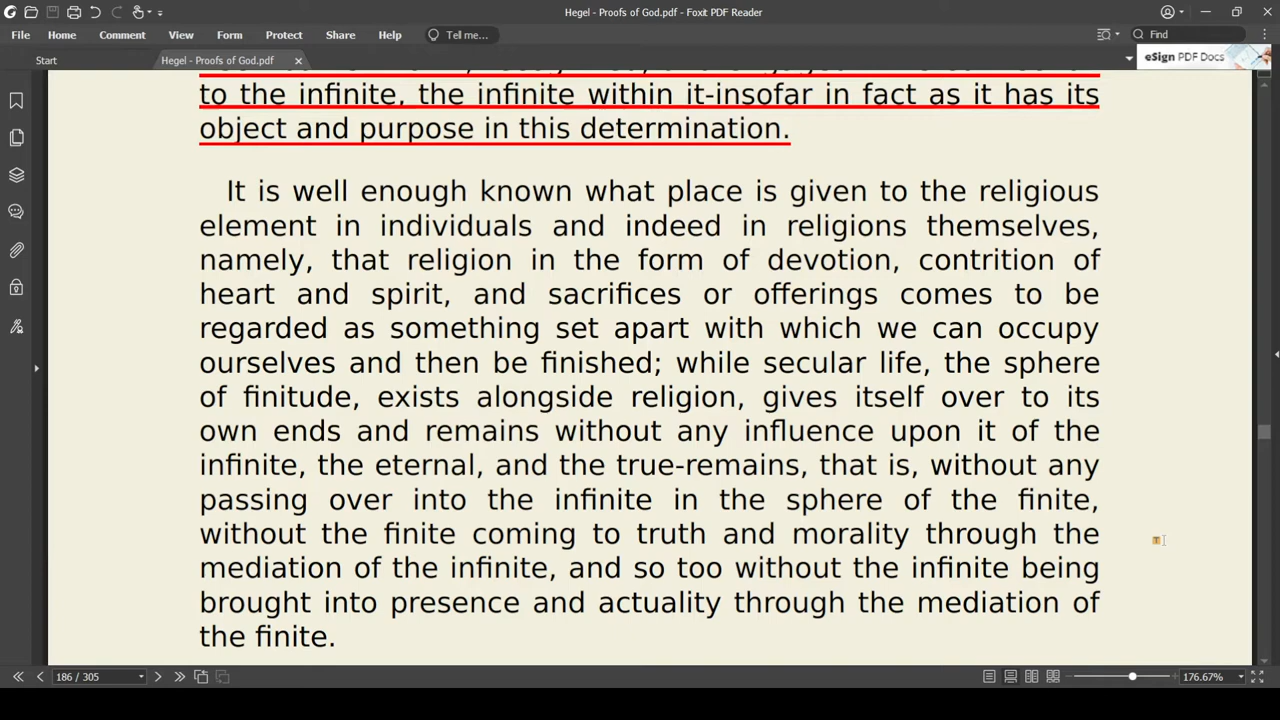 Hegel - Proofs of God.pdf - Foxit PDF Reader
File Home Comment View Form Protect Share Help Tell me... Find
Start Hegel - Proofs of God.pdf eSign PDF Docs
to the infinite, the infinite within it-insofar in fact as it has its
object and purpose in this determination.
It is well enough known what place is given to the religious
element in individuals and indeed in religions themselves,
namely, that religion in the form of devotion, contrition of
heart and spirit, and sacrifices or offerings comes to be
regarded as something set apart with which we can occupy
ourselves and then be finished; while secular life, the sphere
of finitude, exists alongside religion, gives itself over to its
own ends and remains without any influence upon it of the
infinite, the eternal, and the true-remains, that is, without any
passing over into the infinite in the sphere of the finite,
without the finite coming to truth and morality through the
mediation of the infinite, and so too without the infinite being
brought into presence and actuality through the mediation of
the finite.
186 / 305 176.67%